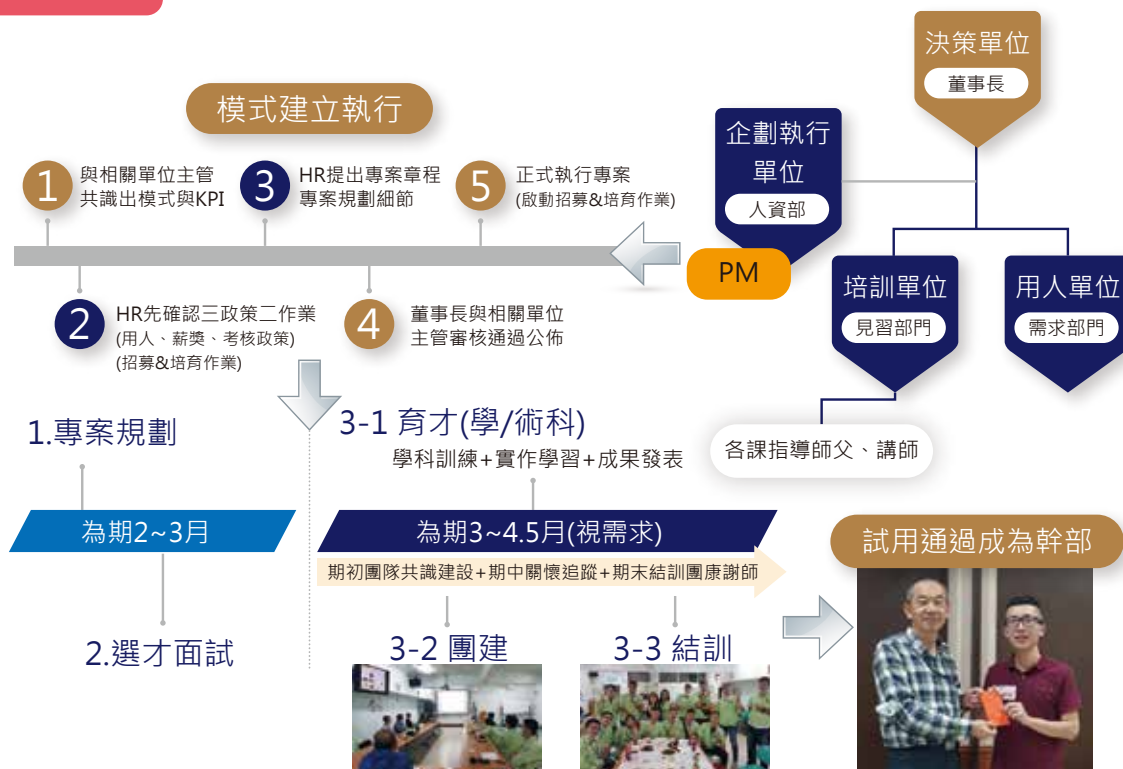 模式建立執行
1
與相關單位主管
共識出模式與KPI
3
HR提出專案章程
專案規劃細節
5
正式執行專案
(啟動招募&培育作業)
2
HR先確認三政策二作業
(用人、薪獎、考核政策)
(招募&培育作業)
4
董事長與相關單位
主管審核通過公佈
決策單位
董事長
企劃執行
單位
人資部
PM
培訓單位
見習部門
用人單位
需求部門
各課指導師父、講師
1.專案規劃
為期2~3月
2.選才面試
3-1 育才(學/術科)
學科訓練+實作學習+成果發表
為期3~4.5月(視需求)
期初團隊共識建設+期中關懷追蹤+期末結訓團康謝師
3-2 團建
3-3 結訓
試用通過成為幹部